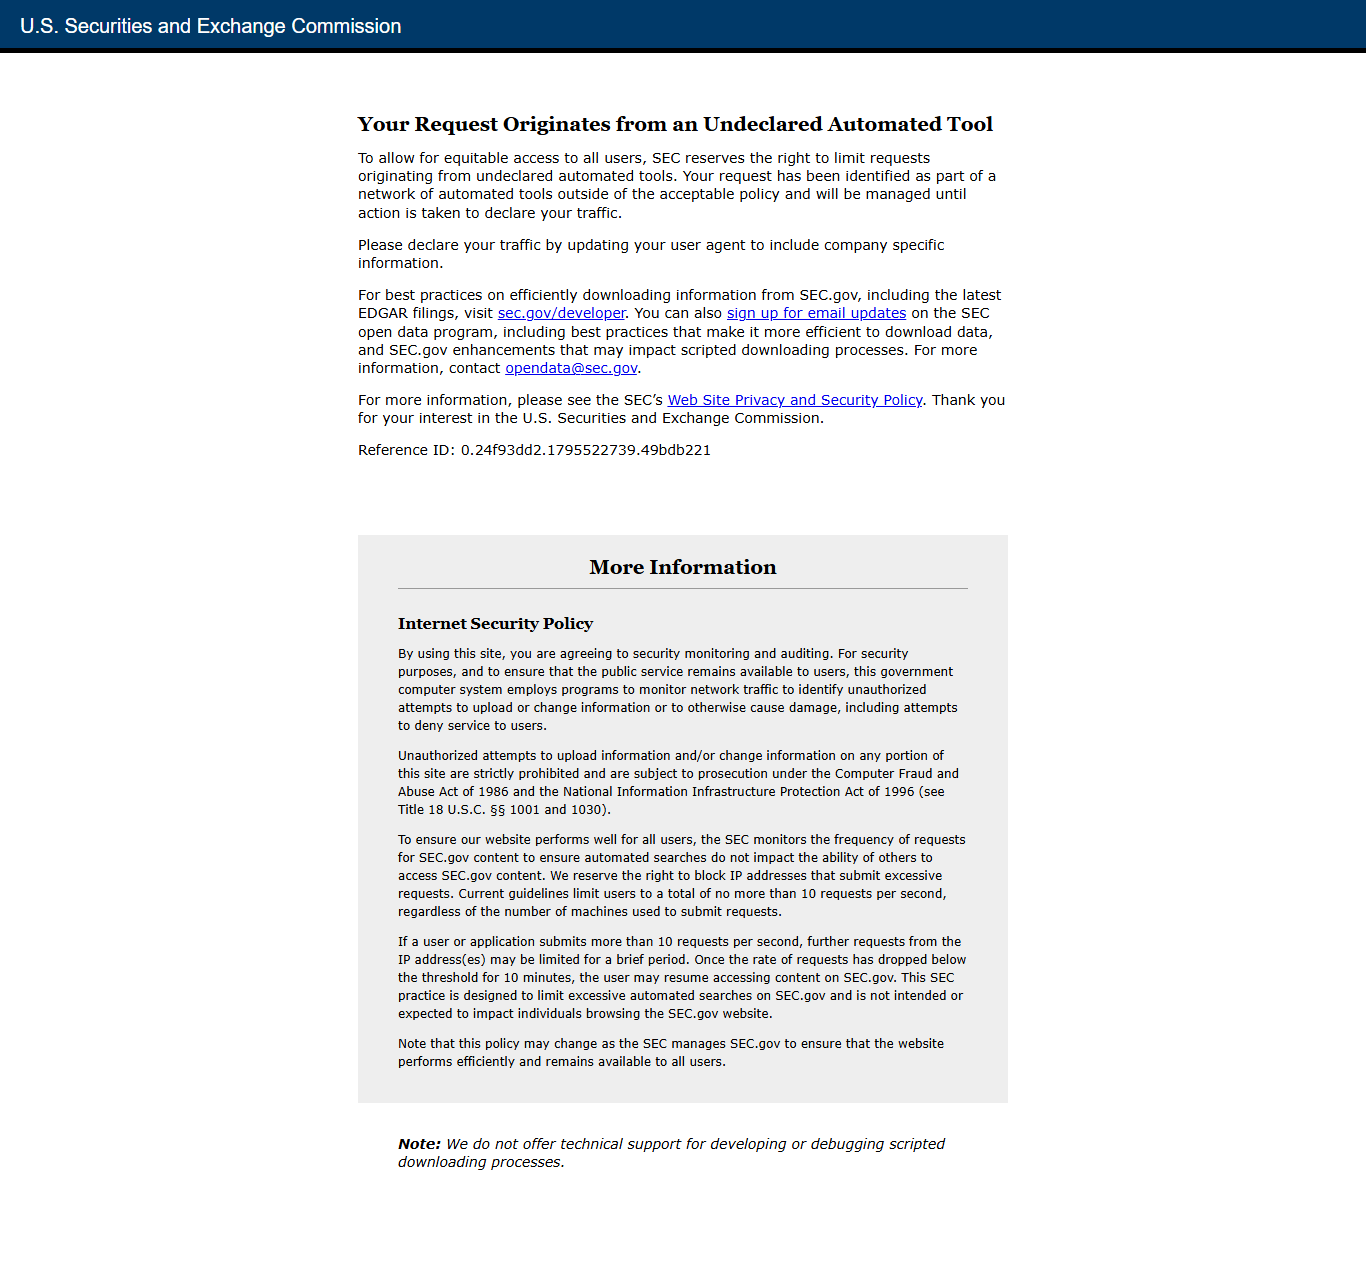 U.S. Securities and Exchange Commission
Your Request Originates from an Undeclared Automated Tool
To allow for equitable access to all users, SEC reserves the right to limit requests
originating from undeclared automated tools. Your request has been identified as part of a
network of automated tools outside of the acceptable policy and will be managed until
action is taken to declare your traffic.
Please declare your traffic by updating your user agent to include company specific
information.
For best practices on efficiently downloading information from SEC.gov, including the latest
EDGAR filings, visit sec.gov/developer. You can also sign up for email updates on the SEC
open data program, including best practices that make it more efficient to download data,
and SEC.gov enhancements that may impact scripted downloading processes. For more
information, contact opendata@sec.gov.
For more information, please see the SEC’s Web Site Privacy and Security Policy. Thank you
for your interest in the U.S. Securities and Exchange Commission.
Reference ID: 0.24f93dd2.1795522739.49bdb221
More Information
Internet Security Policy
By using this site, you are agreeing to security monitoring and auditing. For security
purposes, and to ensure that the public service remains available to users, this government
computer system employs programs to monitor network traffic to identify unauthorized
attempts to upload or change information or to otherwise cause damage, including attempts
to deny service to users.
Unauthorized attempts to upload information and/or change information on any portion of
this site are strictly prohibited and are subject to prosecution under the Computer Fraud and
Abuse Act of 1986 and the National Information Infrastructure Protection Act of 1996 (see
Title 18 U.S.C. §§ 1001 and 1030).
To ensure our website performs well for all users, the SEC monitors the frequency of requests
for SEC.gov content to ensure automated searches do not impact the ability of others to
access SEC.gov content. We reserve the right to block IP addresses that submit excessive
requests. Current guidelines limit users to a total of no more than 10 requests per second,
regardless of the number of machines used to submit requests.
If a user or application submits more than 10 requests per second, further requests from the
IP address(es) may be limited for a brief period. Once the rate of requests has dropped below
the threshold for 10 minutes, the user may resume accessing content on SEC.gov. This SEC
practice is designed to limit excessive automated searches on SEC.gov and is not intended or
expected to impact individuals browsing the SEC.gov website.
Note that this policy may change as the SEC manages SEC.gov to ensure that the website
performs efficiently and remains available to all users.
Note: We do not offer technical support for developing or debugging scripted
downloading processes.